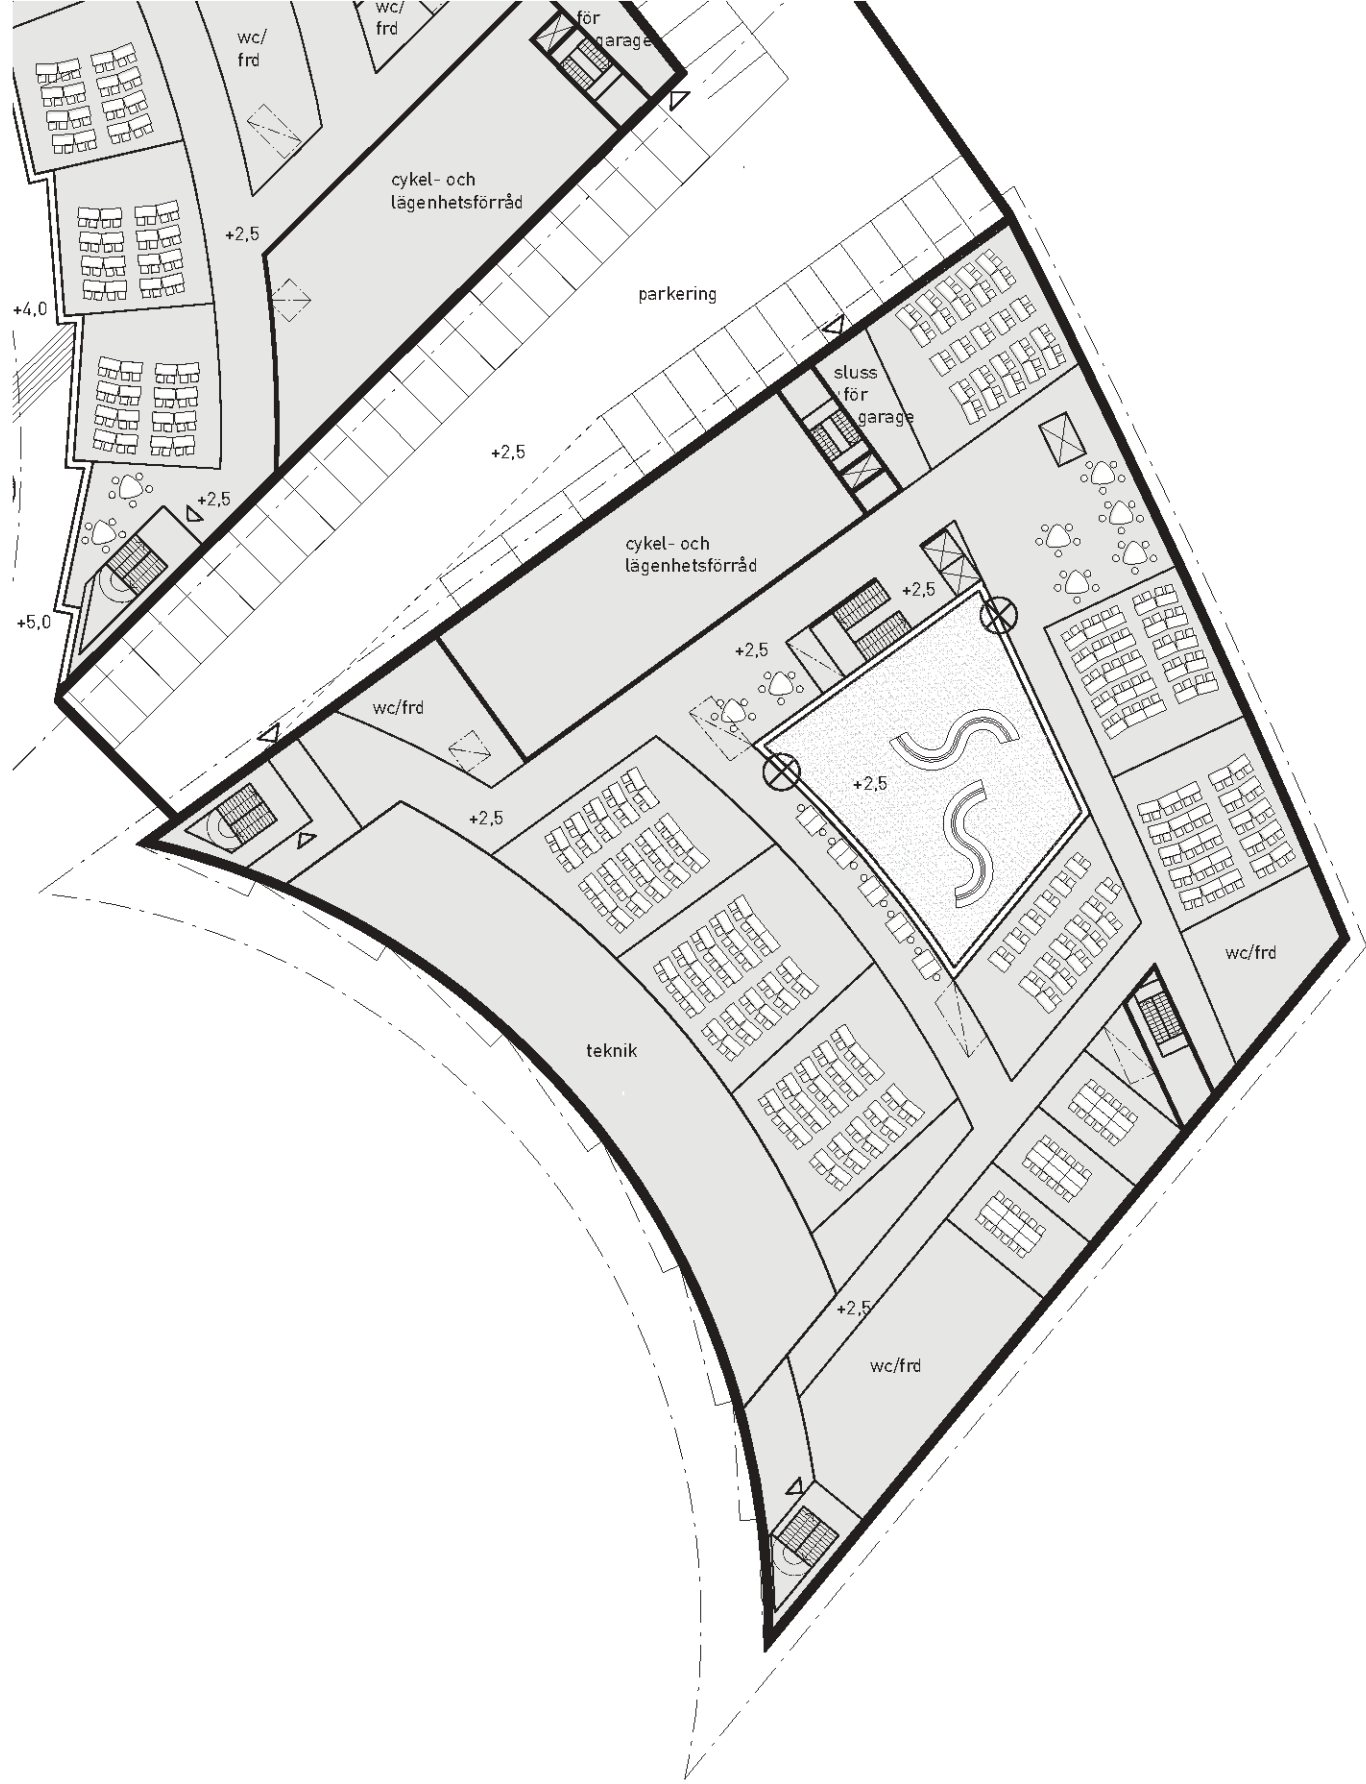 för
garage
wc/
frd
wc/
frd
cykel- och
lägenhetsförråd
+2,5
+4,0
parkering
sluss
för
garage
+2,5
+2,5
cykel- och
lägenhetsförråd
+2,5
+5,0
+2,5
wc/frd
+2,5
+2,5
wc/frd
teknik
+2,5
wc/frd